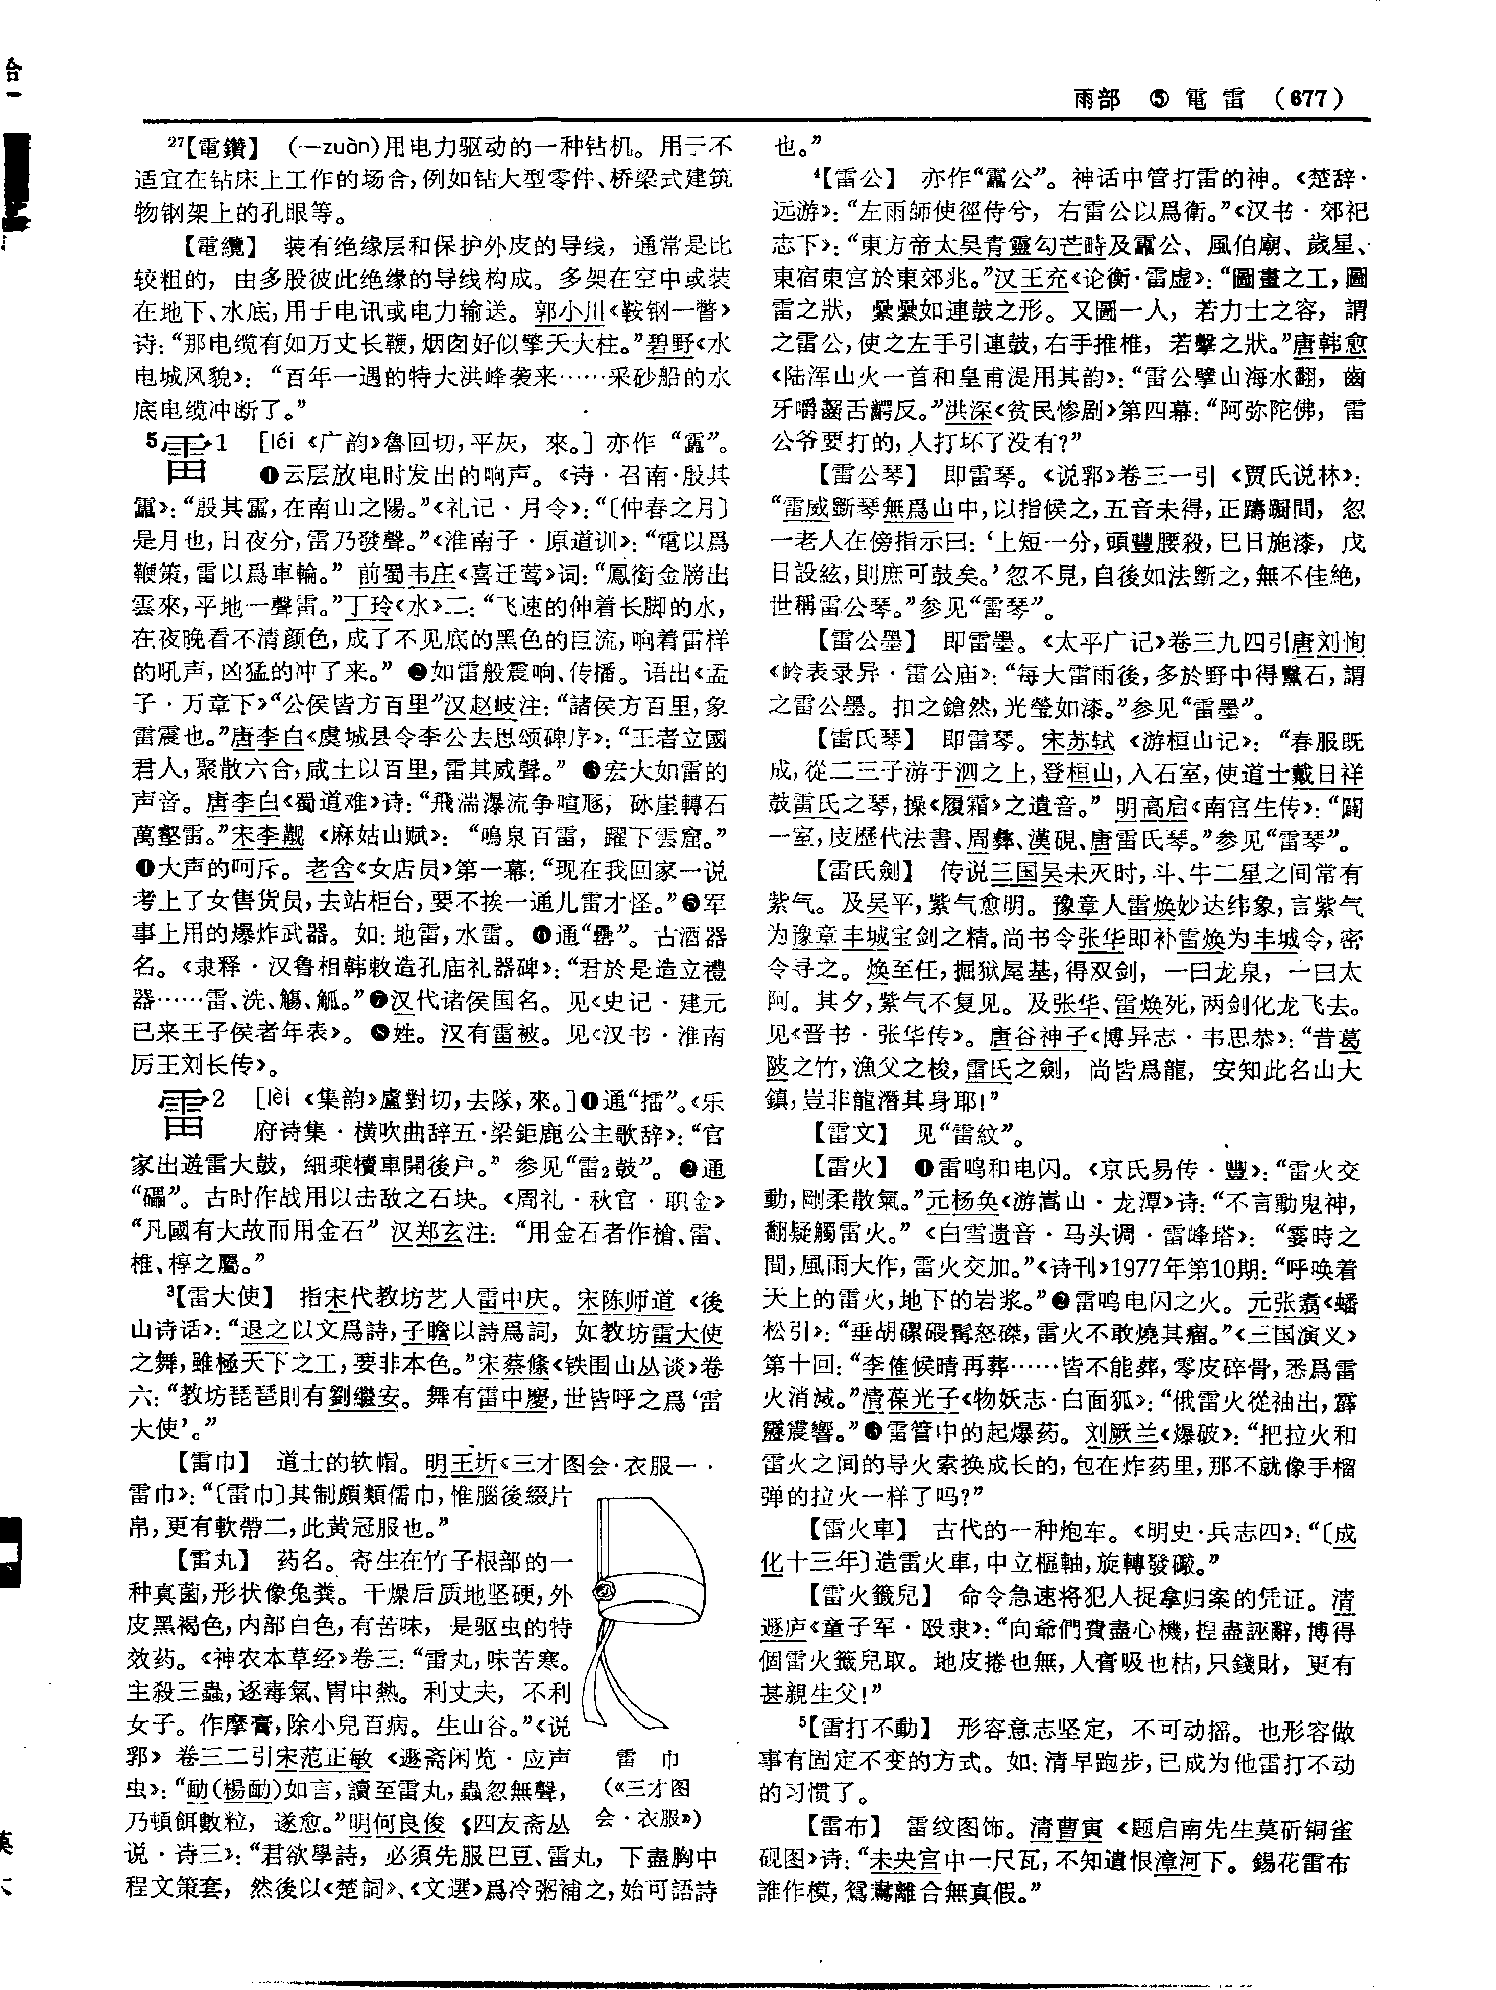 雨部 ⑤ 電 雷 （677）
27【電鑽】 （一zuàn)用电力驱动的一种钻机。用于不
适宜在钻床上工作的场合,例如钻大型零件、桥梁式建筑
物钢架上的孔眼等。
【電纜】 装有绝缘层和保护外皮的导线，通常是比
较粗的，由多股彼此绝缘的导线构成。多架在空中或装
在地下、水底,用于电讯或电力输送。郭小川《鞍钢一瞥》
诗:“那电缆有如万丈长鞭,烟囱好似擎天大柱。”碧野《水
电城风貌》：“百年一遇的特大洪峰袭来……采砂船的水
底电缆冲断了。”
5雷1 [léi《广韵》魯回切,平灰，來。] 亦作“靁”。
❶云层放电时发出的响声。《诗·召南·殷其
靁》:“殷其靁,在南山之陽。”《礼记·月令》:“〔仲春之月〕
是月也,日夜分,雷乃發聲。”《淮南子·原道训》:“電以爲
鞭策,雷以爲車輪。” 前蜀韦庄《喜迁莺》词:“鳳銜金牓出
雲來,平地一聲雷。”丁玲《水》二:“飞速的伸着长脚的水,
在夜晚看不清颜色,成了不见底的黑色的巨流,响着雷样
的吼声,凶猛的冲了来。” ❷如雷般震响、传播。语出《孟
子·万章下》“公侯皆方百里”汉赵岐注:“諸侯方百里,象
雷震也。”唐李白《虞城县令李公去思颂碑序》:“王者立國
君人,聚散六合,咸土以百里,雷其威聲。” ❸宏大如雷的
声音。唐李白《蜀道难》诗:“飛湍瀑流争喧豗，砯崖轉石
萬壑雷。”宋李觏《麻姑山赋》:“鳴泉百雷，躍下雲窟。”
❹大声的呵斥。老舍《女店员》第一幕:“现在我回家一说
考上了女售货员,去站柜台,要不挨一通儿雷才怪。”❺军
事上用的爆炸武器。如:地雷,水雷。❻通“罍”。古酒器
名。《隶释·汉鲁相韩敕造孔庙礼器碑》:“君於是造立禮
器……雷、洗、觴、觚。”❼汉代诸侯国名。见《史记·建元
已来王子侯者年表》。❽姓。汉有雷被。见《汉书·淮南
厉王刘长传》。
雷2 [lèi《集韵》盧對切,去隊,來。]❶通“擂”。《乐
府诗集·横吹曲辞五·梁鉅鹿公主歌辞》:“官
家出遊雷大鼓，細乘犢車開後户。” 参见“雷2鼓”。❷通
“礌”。古时作战用以击敌之石块。《周礼·秋官·职金》
“凡國有大故而用金石” 汉郑玄注：“用金石者作槍、雷、
椎、椁之屬。”
3【雷大使】 指宋代教坊艺人雷中庆。宋陈师道《後
山诗话》:“退之以文爲詩,子瞻以詩爲詞，如教坊雷大使
之舞,雖極天下之工,要非本色。”宋蔡絛《铁围山丛谈》卷
六:“教坊琵琶則有劉繼安。舞有雷中慶,世皆呼之爲‘雷
大使’。”
【雷巾】 道士的软帽。明王圻《三才图会·衣服一·
雷巾》:“〔雷巾〕其制頗類儒巾,惟腦後綴片
帛,更有軟帶二,此黄冠服也。”
【雷丸】 药名。寄生在竹子根部的一
种真菌,形状像兔粪。干燥后质地坚硬,外
皮黑褐色,内部白色,有苦味，是驱虫的特
效药。《神农本草经》卷三:“雷丸,味苦寒。
主殺三蟲,逐毒氣、胃中熱。利丈夫，不利
女子。作摩膏,除小兒百病。生山谷。”《说
郛》卷三二引宋范正敏《遯斋闲览·应声
虫》:“勔(楊勔)如言,讀至雷丸,蟲忽無聲,
乃頓餌數粒，遂愈。”明何良俊《四友斋丛
说·诗三》:“君欲學詩，必須先服巴豆、雷丸，下盡胸中
程文策套，然後以《楚詞》、《文選》爲冷粥補之,始可語詩
雷 巾
（《三才图
会·衣服》）
也。”
4【雷公】 亦作“靁公”。神话中管打雷的神。《楚辞·
远游》:“左雨師使徑侍兮，右雷公以爲衛。”《汉书·郊祀
志下》:“東方帝太昊青靈勾芒畤及靁公、風伯廟、歲星、
東宿東宫於東郊兆。”汉王充《论衡·雷虚》:“圖畫之工,圖
雷之狀，纍纍如連鼓之形。又圖一人，若力士之容，謂
之雷公,使之左手引連鼓,右手推椎，若擊之狀。”唐韩愈
《陆浑山火一首和皇甫湜用其韵》:“雷公擘山海水翻，齒
牙嚼齧舌齶反。”洪深《贫民惨剧》第四幕:“阿弥陀佛，雷
公爷要打的,人打坏了没有?”
【雷公琴】 即雷琴。《说郛》卷三一引《贾氏说林》:
“雷威斲琴無爲山中,以指候之,五音未得,正躊躇間，忽
一老人在傍指示曰:‘上短一分,頭豐腰殺,巳日施漆，戊
日設絃,則庶可鼓矣。’忽不見,自後如法斲之,無不佳絶,
世稱雷公琴。”参见“雷琴”。
【雷公墨】 即雷墨。《太平广记》卷三九四引唐刘恂
《岭表录异·雷公庙》:“每大雷雨後,多於野中得黳石,謂
之雷公墨。扣之鎗然,光瑩如漆。”参见“雷墨”。
【雷氏琴】 即雷琴。宋苏轼《游桓山记》：“春服既
成,從二三子游于泗之上,登桓山,入石室,使道士戴日祥
鼓雷氏之琴,操《履霜》之遺音。” 明高启《南宫生传》:“闢
一室,庋歷代法書、周彝、漢硯、唐雷氏琴。”参见“雷琴”。
【雷氏劍】 传说三国吴未灭时,斗、牛二星之间常有
紫气。及吴平,紫气愈明。豫章人雷焕妙达纬象,言紫气
为豫章丰城宝剑之精。尚书令张华即补雷焕为丰城令,密
令寻之。焕至任,掘狱屋基,得双剑，一曰龙泉，一曰太
阿。其夕,紫气不复见。及张华、雷焕死,两剑化龙飞去。
见《晋书·张华传》。唐谷神子《博异志·韦思恭》:“昔葛
陂之竹,漁父之梭,雷氏之劍，尚皆爲龍，安知此名山大
鎮,豈非龍潛其身耶!”
【雷文】 见“雷紋”。
【雷火】 ❶雷鸣和电闪。《京氏易传·豐》:“雷火交
動,剛柔散氣。”元杨奂《游嵩山·龙潭》诗:“不言動鬼神,
翻疑觸雷火。”《白雪遗音·马头调·雷峰塔》：“霎時之
間,風雨大作,雷火交加。”《诗刊》1977年第10期:“呼唤着
天上的雷火,地下的岩浆。”❷雷鸣电闪之火。元张翥《蟠
松引》:“垂胡磥磈髯怒磔,雷火不敢燒其瘤。”《三国演义》
第十回:“李傕候晴再葬……皆不能葬,零皮碎骨,悉爲雷
火消滅。”清葆光子《物妖志·白面狐》:“俄雷火從袖出,霹
靂震響。”❸雷管中的起爆药。刘厥兰《爆破》:“把拉火和
雷火之间的导火索换成长的,包在炸药里,那不就像手榴
弹的拉火一样了吗?”
【雷火車】 古代的一种炮车。《明史·兵志四》:“〔成
化十三年〕造雷火車,中立樞軸,旋轉發礮。”
【雷火籤兒】 命令急速将犯人捉拿归案的凭证。清
遯庐《童子军·殴隶》:“向爺們費盡心機,揑盡誣辭,博得
個雷火籤兒取。地皮捲也無,人膏吸也枯,只錢財，更有
甚親生父!”
5【雷打不動】 形容意志坚定，不可动摇。也形容做
事有固定不变的方式。如:清早跑步,已成为他雷打不动
的习惯了。
【雷布】 雷纹图饰。清曹寅《题启南先生莫斫铜雀
砚图》诗:“未央宫中一尺瓦,不知遺恨漳河下。錫花雷布
誰作模,鴛鴦離合無真假。”